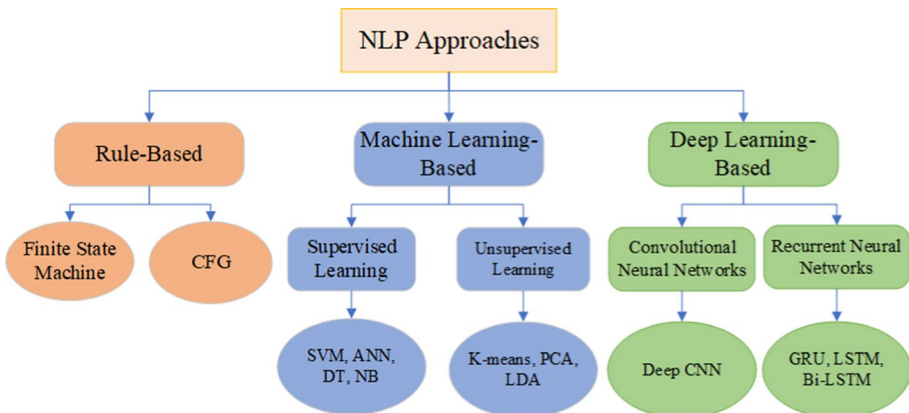 NLP Approaches
Rule-Based
Machine Learning-
Based
Deep Learning-
Based
Finite State
Machine
CFG
Supervised
Learning
Unsupervised
Learning
Convolutional
Neural Networks
Recurrent Neural
Networks
SVM, ANN,
DT, NB
K-means, PCA,
LDA
Deep CNN
GRU, LSTM,
Bi-LSTM